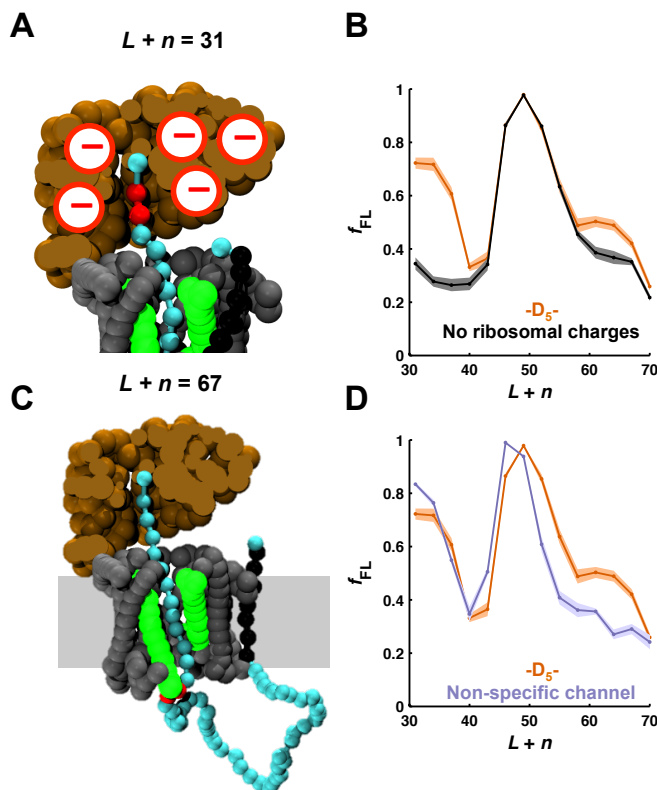 A
L + n = 31
− − − − −
B
1
0.8
0.6
0.4
0.2
0
f_FL
30 40 50 60 70
L + n
-D₅-
No ribosomal charges
C
L + n = 67
D
1
0.8
0.6
0.4
0.2
0
f_FL
30 40 50 60 70
L + n
-D₅-
Non-specific channel